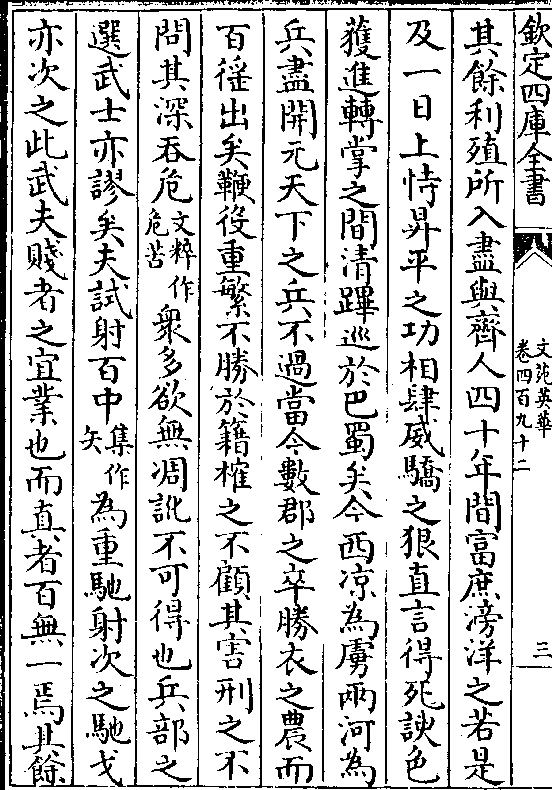 欽定四庫全書
文苑英華
卷四百九十二
三
其餘利殖所入盡與齊人四十年間富庶滂洋之若是
及一日上恃昇平之功相肆威驕之狠直言得死諛色
獲進轉掌之間清蹕巡於巴蜀矣今西凉為虜兩河為
兵盡開元天下之兵不過當今數郡之卒勝衣之農而
百徭出矣鞭役重繁不勝於籍榷之不顧其害刑之不
問其深吞危文粹作危苦衆多欲無凋訛不可得也兵部之
選武士亦謬矣夫試射百中集作矢為重馳射次之馳戈
亦次之此武夫賤者之宜業也而真者百無一焉其餘